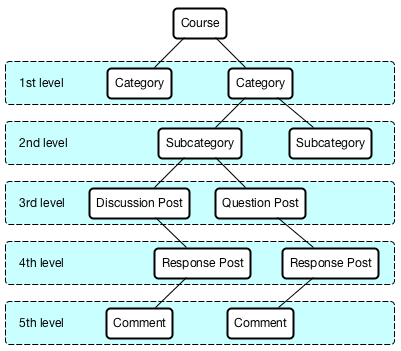 Course
1st level
Category
Category
2nd level
Subcategory
Subcategory
3rd level
Discussion Post
Question Post
4th level
Response Post
Response Post
5th level
Comment
Comment